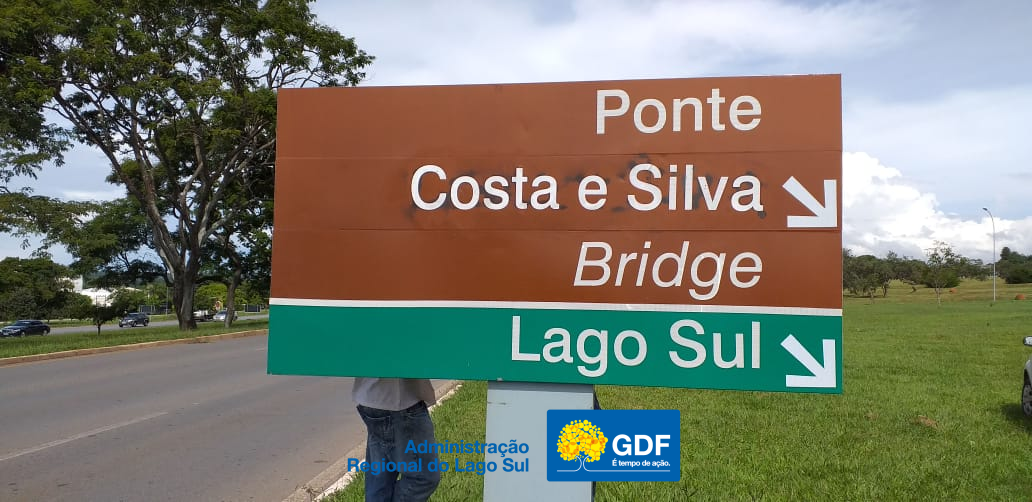 Ponte
Costa e Silva
Bridge
Lago Sul
Administração
Regional do Lago Sul
GDF
É tempo de ação.